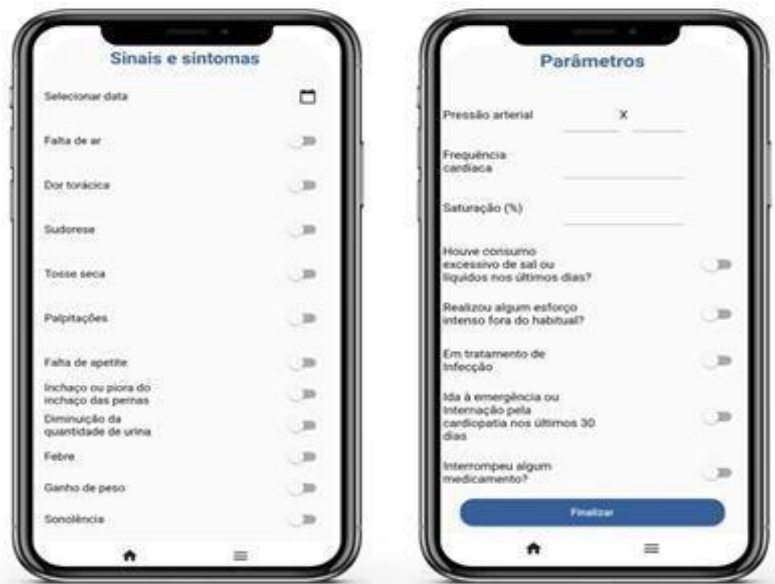 Sinais e sintomas
Selecionar data
Falta de ar
Dor torácica
Sudorese
Tosse seca
Palpitações
Falta de apetite
Inchaço ou piora do
inchaço das pernas
Diminuição da
quantidade de urina
Febre
Ganho de peso
Sonolência
Parâmetros
Pressão arterial X
Frequência
cardíaca
Saturação (%)
Houve consumo
excessivo de sal ou
líquidos nos últimos dias?
Realizou algum esforço
intenso fora do habitual?
Em tratamento de
Infecção
Ida à emergência ou
Internação pela
cardiopatia nos últimos 30
dias
Interrompeu algum
medicamento?
Finalizar